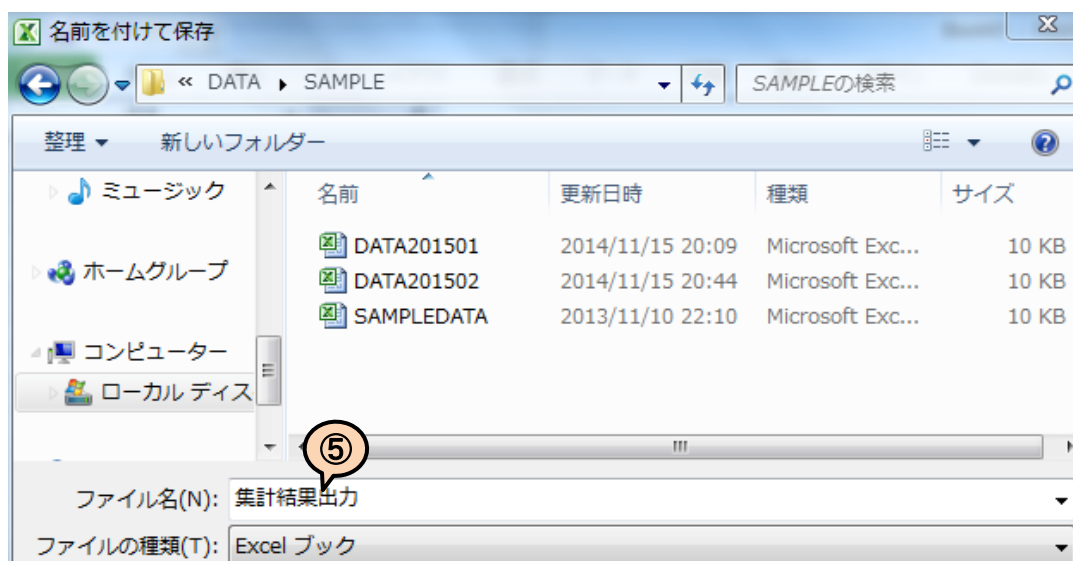 名前を付けて保存
« DATA ▸ SAMPLE SAMPLEの検索
整理 新しいフォルダー
ミュージック
ホームグループ
コンピューター
ローカル ディス
名前 更新日時 種類 サイズ
DATA201501 2014/11/15 20:09 Microsoft Exc... 10 KB
DATA201502 2014/11/15 20:44 Microsoft Exc... 10 KB
SAMPLEDATA 2013/11/10 22:10 Microsoft Exc... 10 KB
⑤
ファイル名(N): 集計結果出力
ファイルの種類(T): Excel ブック